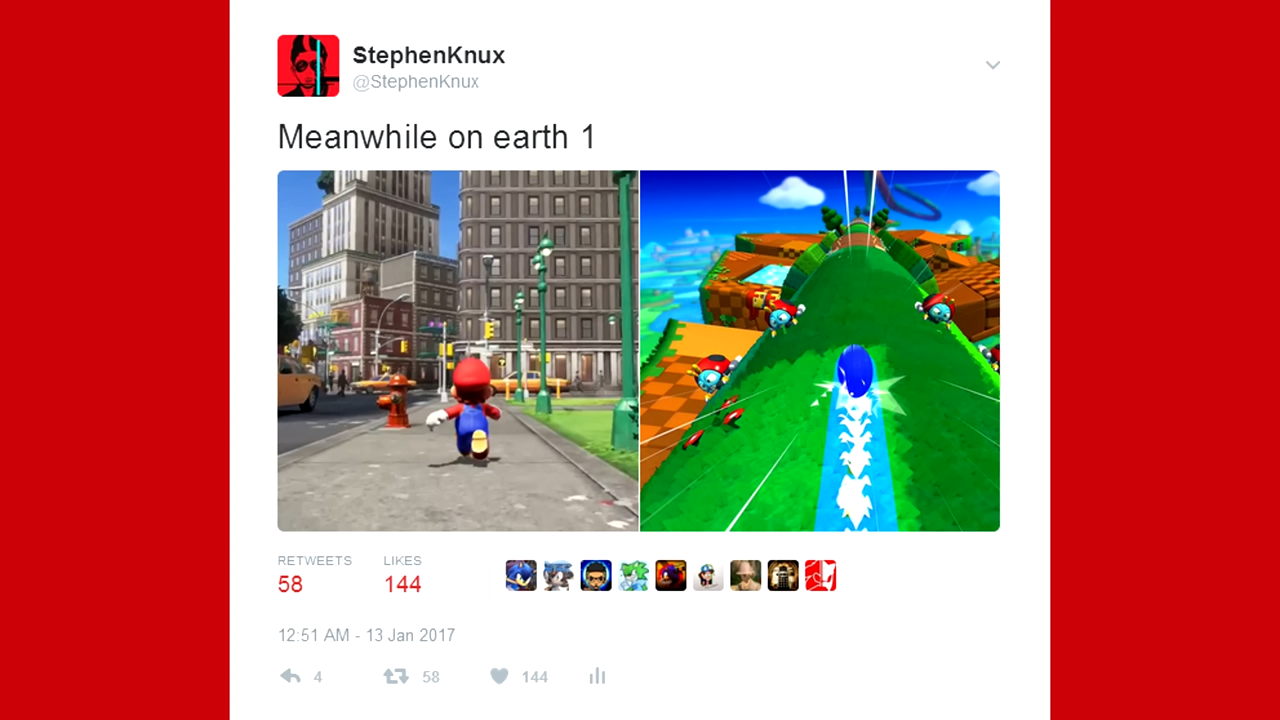 StephenKnux
@StephenKnux
Meanwhile on earth 1
RETWEETS LIKES
58 144
12:51 AM - 13 Jan 2017
4 58 144